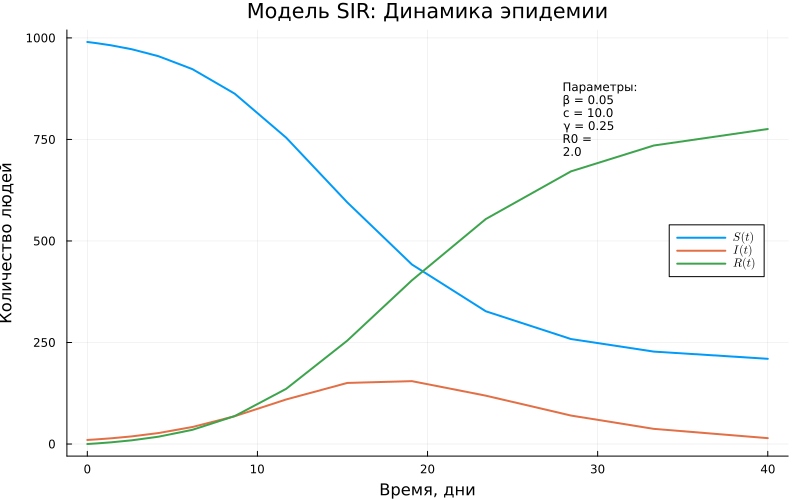 Модель SIR: Динамика эпидемии
Количество людей
1000
750
500
250
0
Параметры:
β = 0.05
c = 10.0
γ = 0.25
R0 =
2.0
S(t)
I(t)
R(t)
0
10
20
30
40
Время, дни